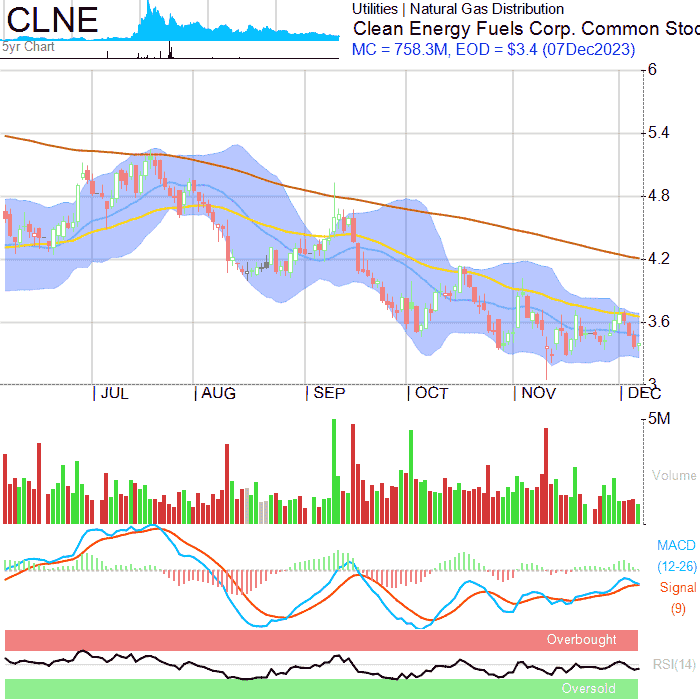 CLNE
5yr Chart
Utilities | Natural Gas Distribution
Clean Energy Fuels Corp. Common Stoc
MC = 758.3M, EOD = $3.4 (07Dec2023)
6
5.4
4.8
4.2
3.6
3
JUL AUG SEP OCT NOV DEC
5M
Volume
MACD
(12-26)
Signal
(9)
Overbought
RSI(14)
Oversold